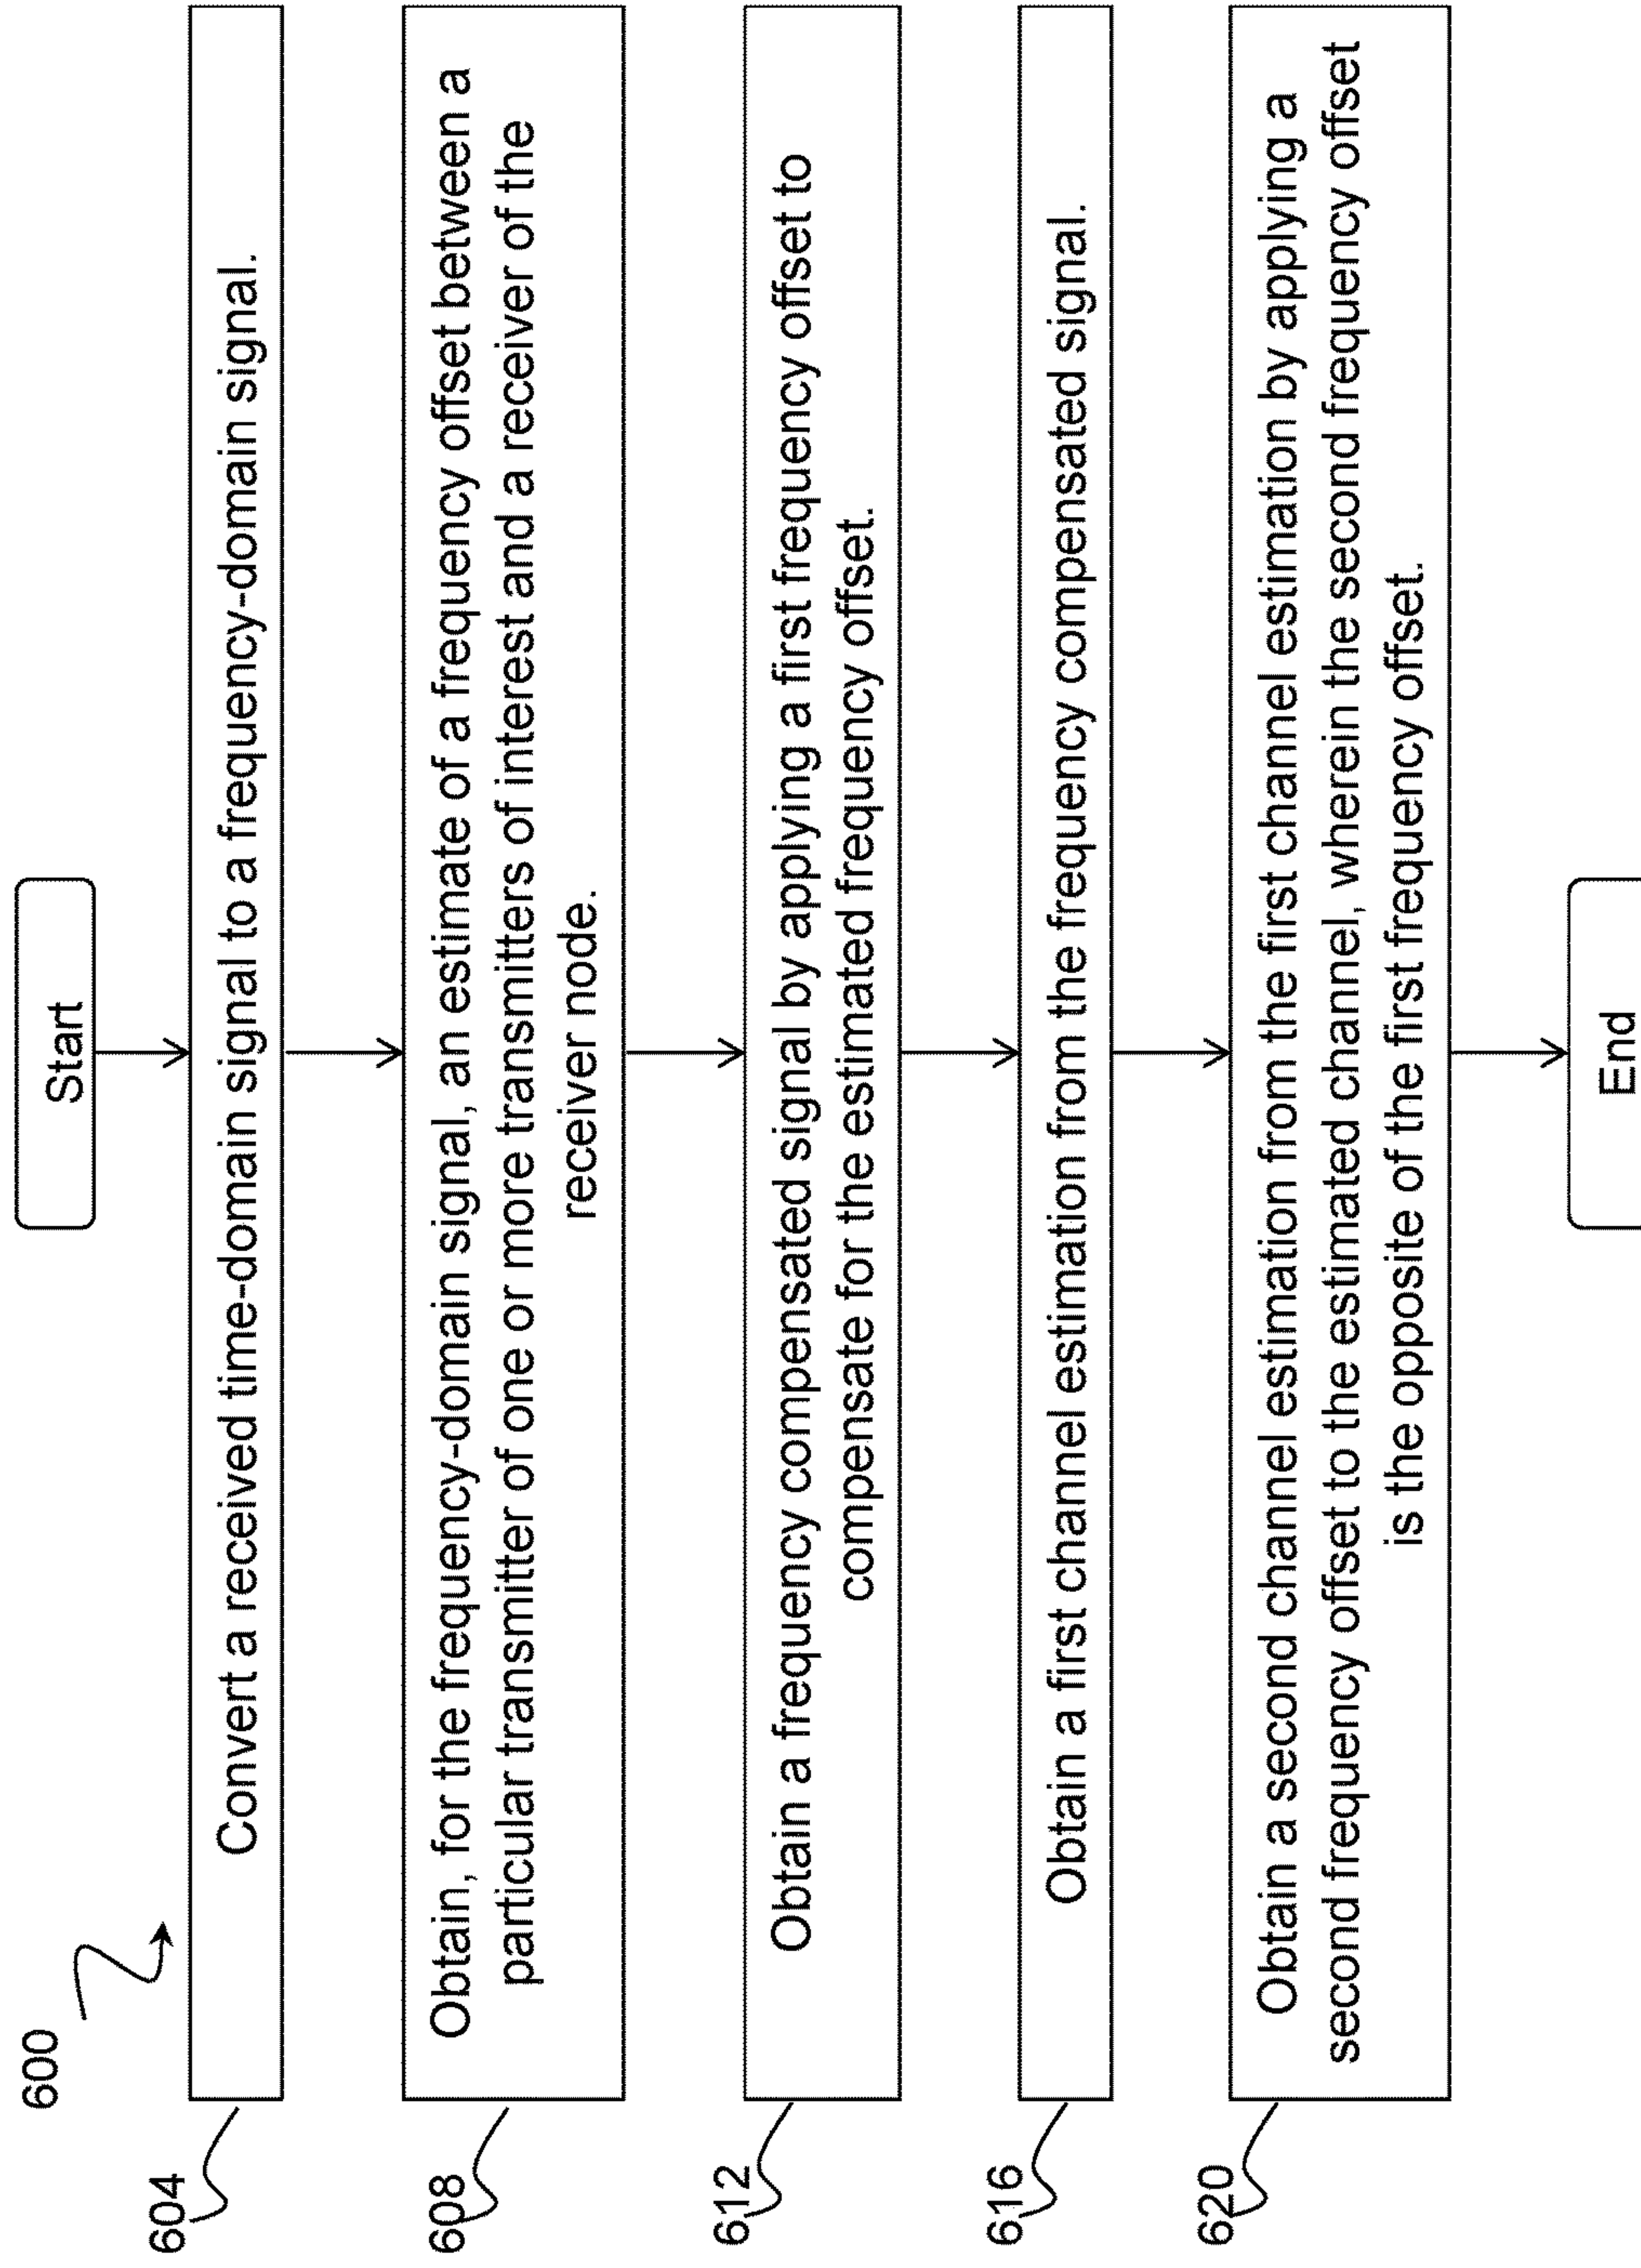 600
Start
604
Convert a received time-domain signal to a frequency-domain signal.
608
Obtain, for the frequency-domain signal, an estimate of a frequency offset between a
particular transmitter of one or more transmitters of interest and a receiver of the
receiver node.
612
Obtain a frequency compensated signal by applying a first frequency offset to
compensate for the estimated frequency offset.
616
Obtain a first channel estimation from the frequency compensated signal.
620
Obtain a second channel estimation from the first channel estimation by applying a
second frequency offset to the estimated channel, wherein the second frequency offset
is the opposite of the first frequency offset.
End